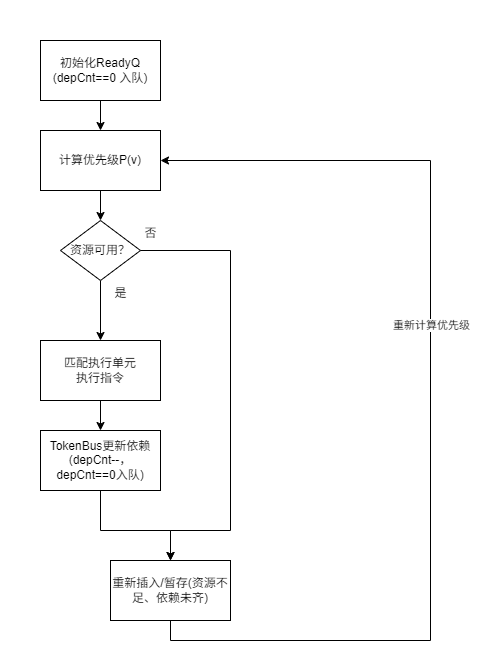 初始化ReadyQ
(depCnt==0 入队)
计算优先级P(v)
否
资源可用？
是
重新计算优先级
匹配执行单元
执行指令
TokenBus更新依赖
(depCnt--，
depCnt==0入队)
重新插入/暂存(资源不
足、依赖未齐)